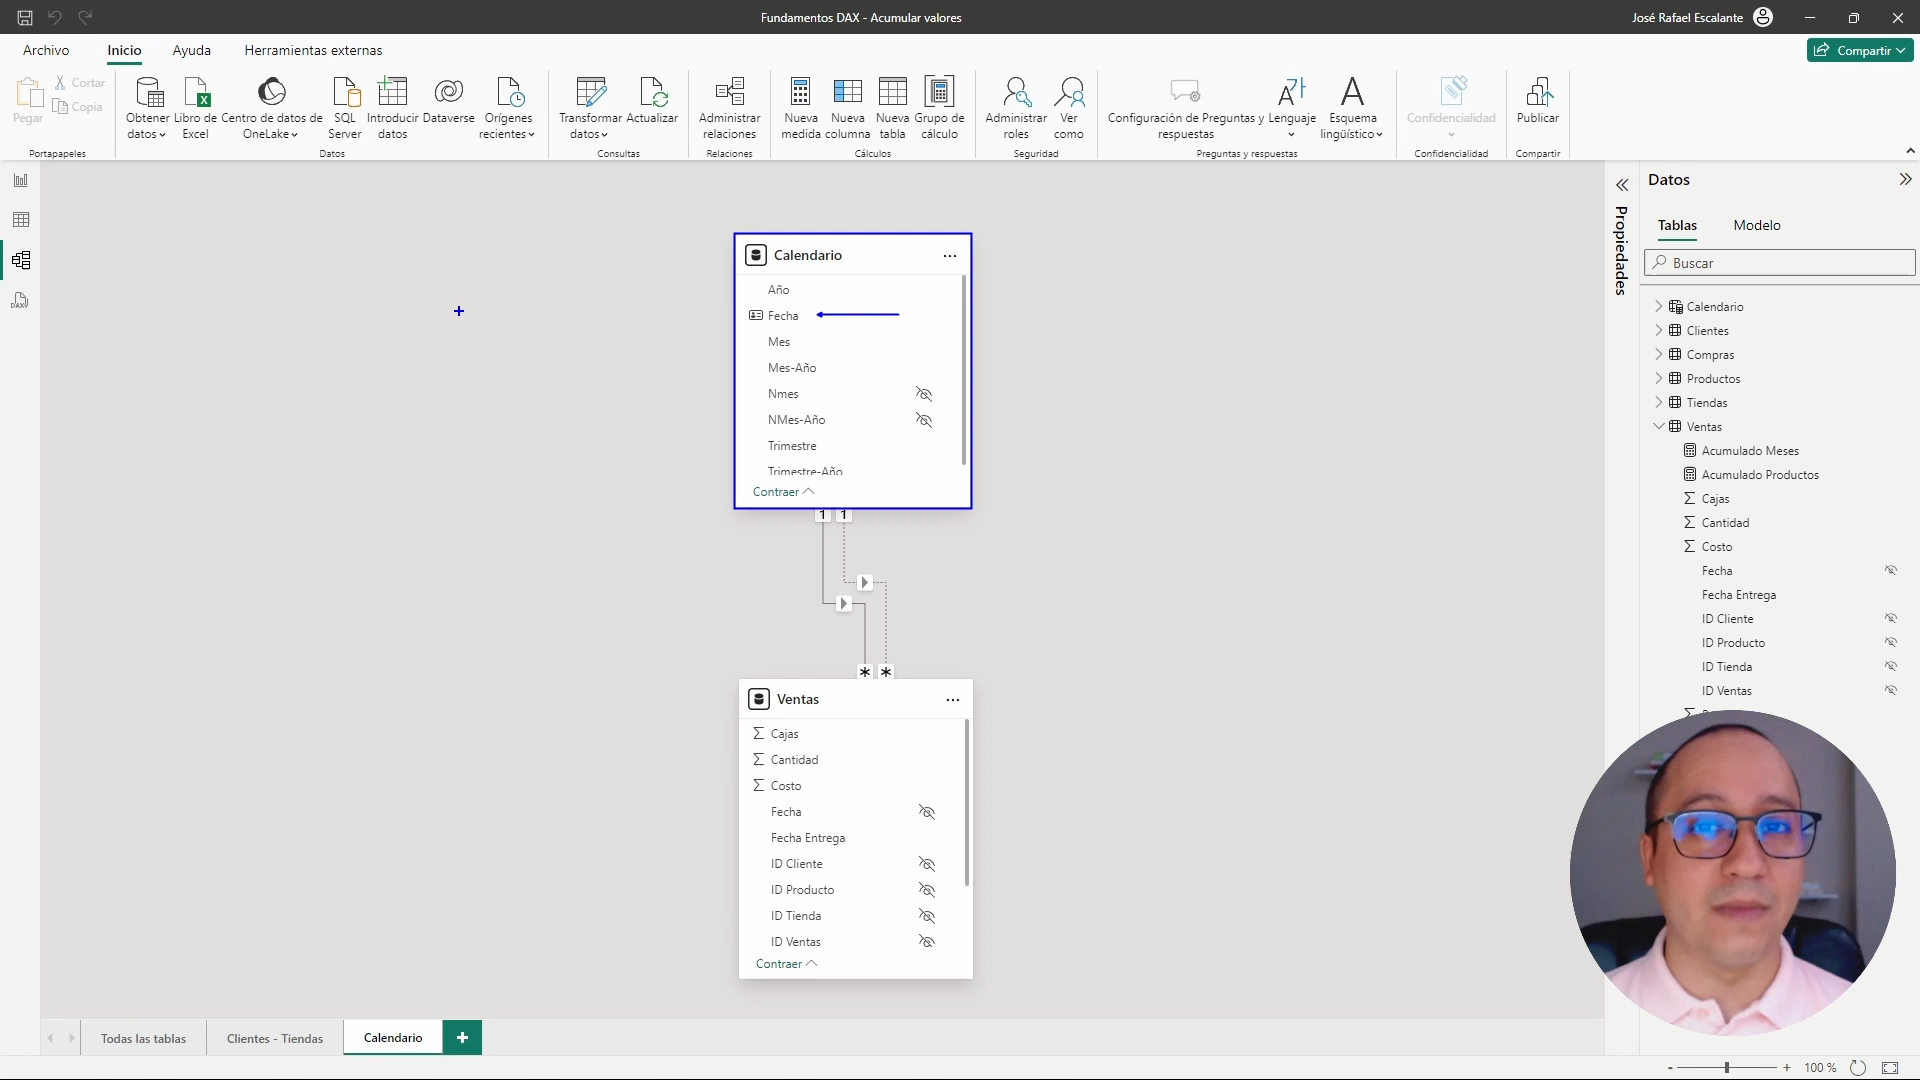 Fundamentos DAX - Acumular valores
José Rafael Escalante
Archivo
Inicio
Ayuda
Herramientas externas
Compartir
Pegar
Cortar
Copia
Portapapeles
Obtener datos
Libro de Excel
Centro de datos de OneLake
SQL Server
Introducir datos
Dataverse
Orígenes recientes
Datos
Transformar datos
Actualizar
Consultas
Administrar relaciones
Relaciones
Nueva medida
Nueva columna
Nueva tabla
Grupo de cálculo
Cálculos
Administrar roles
Ver como
Seguridad
Configuración de Preguntas y respuestas
Lenguaje
Esquema lingüístico
Preguntas y respuestas
Confidencialidad
Confidencialidad
Publicar
Compartir
DAX
Calendario
Año
Fecha
Mes
Mes-Año
Nmes
NMes-Año
Trimestre
Trimestre-Año
Contraer
1 1
* *
Ventas
Cajas
Cantidad
Costo
Fecha
Fecha Entrega
ID Cliente
ID Producto
ID Tienda
ID Ventas
Contraer
Propiedades
Datos
Tablas
Modelo
Buscar
Calendario
Clientes
Compras
Productos
Tiendas
Ventas
Acumulado Meses
Acumulado Productos
Cajas
Cantidad
Costo
Fecha
Fecha Entrega
ID Cliente
ID Producto
ID Tienda
ID Ventas
Todas las tablas
Clientes - Tiendas
Calendario
100 %